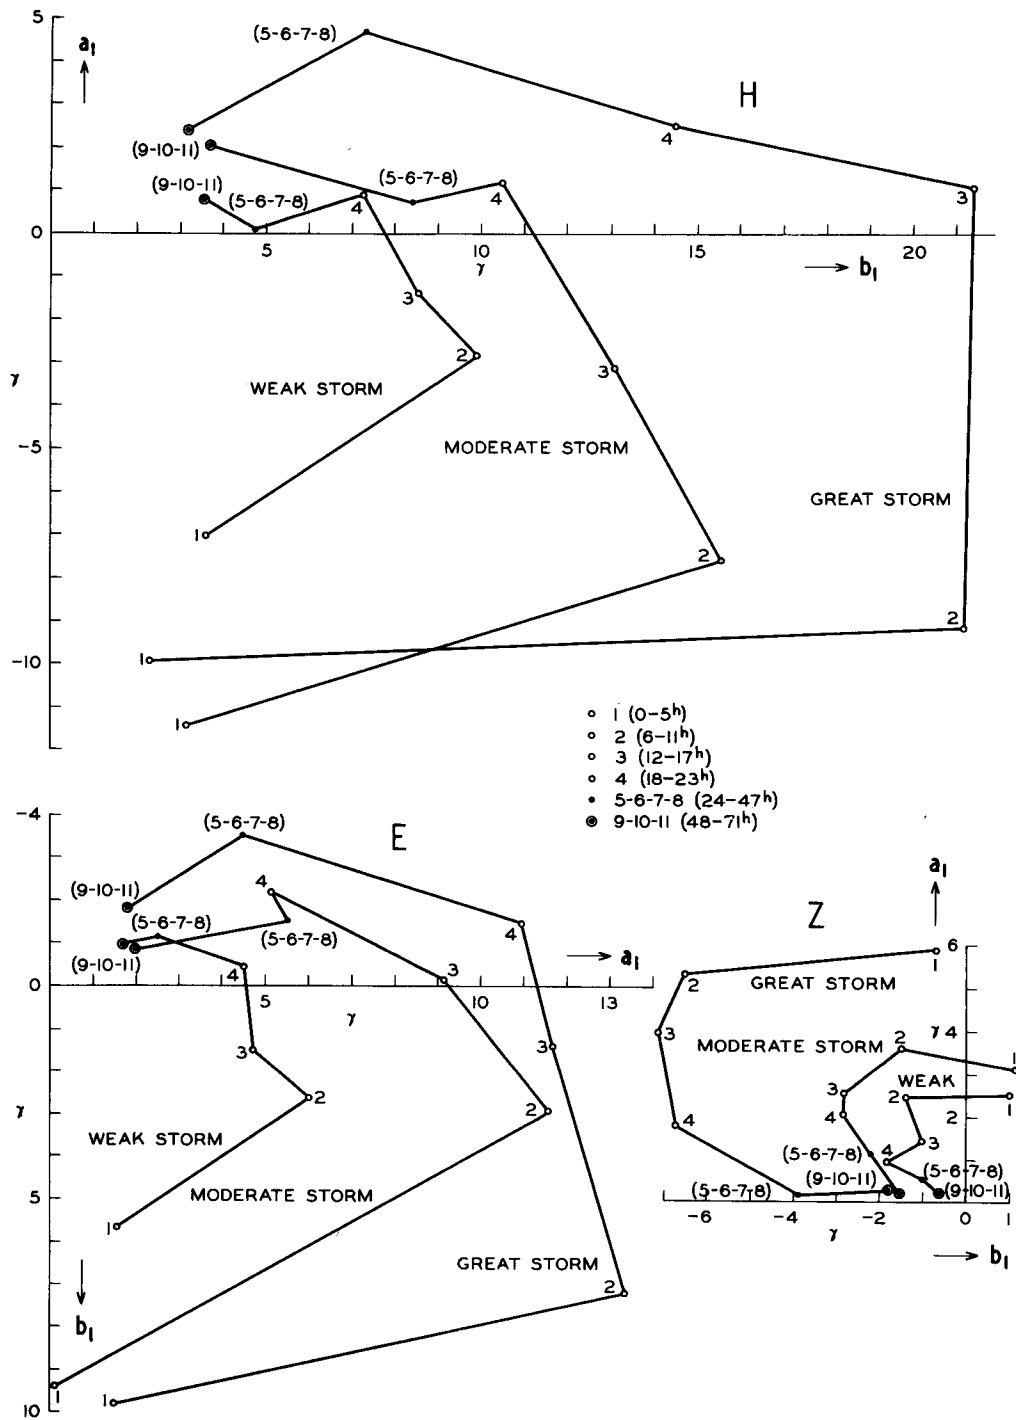 5
a₁
(5-6-7-8)
H
4
(9-10-11)
(9-10-11)
(5-6-7-8)
(5-6-7-8)
4
4
3
0
5
γ
10
15
20
b₁
3
2
3
γ
WEAK STORM
-5
MODERATE STORM
GREAT STORM
1
2
2
-10
1
1
1 (0-5ʰ)
2 (6-11ʰ)
3 (12-17ʰ)
4 (18-23ʰ)
5-6-7-8 (24-47ʰ)
9-10-11 (48-71ʰ)
-4
(5-6-7-8)
E
(9-10-11)
4
(5-6-7-8)
(5-6-7-8)
4
(9-10-11)
4
3
a₁
0
5
γ
10
13
3
3
γ
2
2
WEAK STORM
MODERATE STORM
5
1
GREAT STORM
2
b₁
1
1
10
a₁
Z
6
1
2
GREAT STORM
3
γ 4
MODERATE STORM
2
1
WEAK
3
2
1
4
2
4
3
4
(5-6-7-8)
(9-10-11)
(5-6-7-8)
(5-6-7-8)
(9-10-11)
-6
-4
-2
0
1
γ
b₁